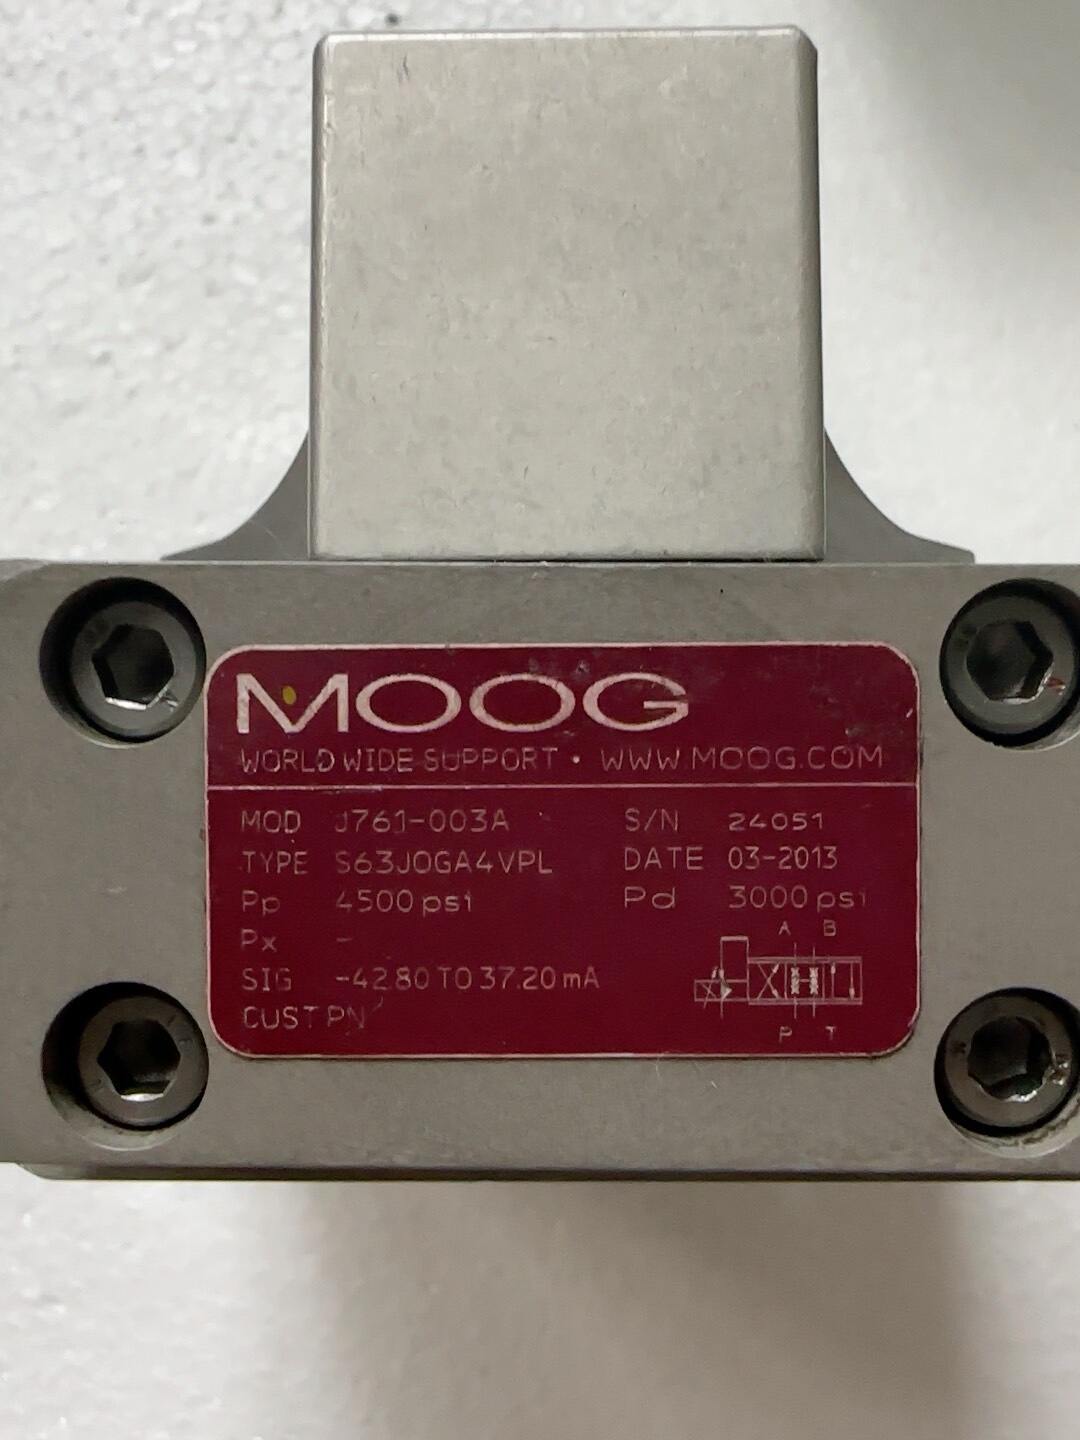 MOOG
WORLD WIDE SUPPORT • WWW.MOOG.COM
MOD J761-003A S/N 24051
TYPE S63JOGA4VPL DATE 03-2013
Pp 4500 psi Pd 3000 psi
Px -
SIG -42.80 TO 37.20 mA
CUST PN
A B
P T